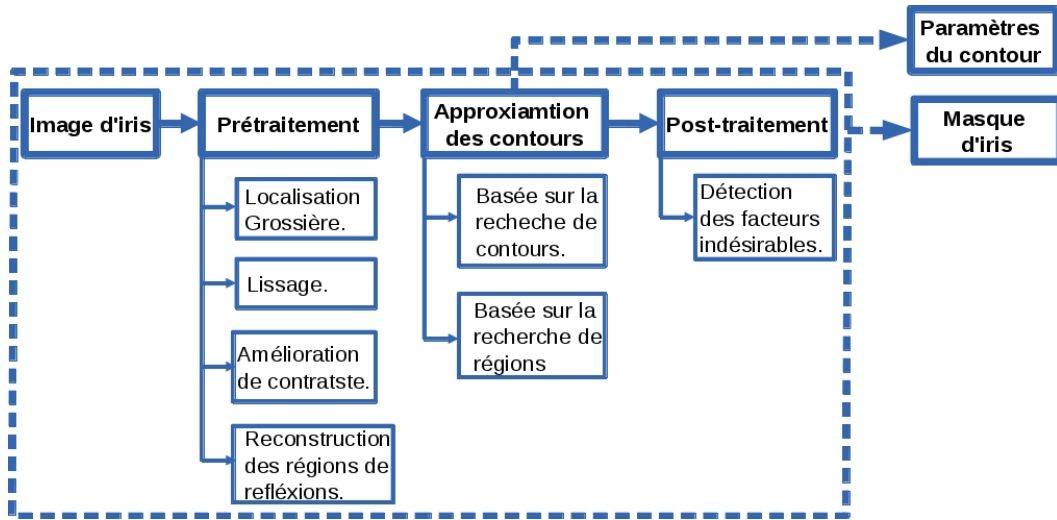 Paramètres
du contour
Image d'iris
Prétraitement
Approxiamtion
des contours
Post-traitement
Masque
d'iris
Localisation
Grossière.
Lissage.
Amélioration
de contratste.
Reconstruction
des régions de
refléxions.
Basée sur la
recheche de
contours.
Basée sur la
recherche de
régions
Détection
des facteurs
indésirables.